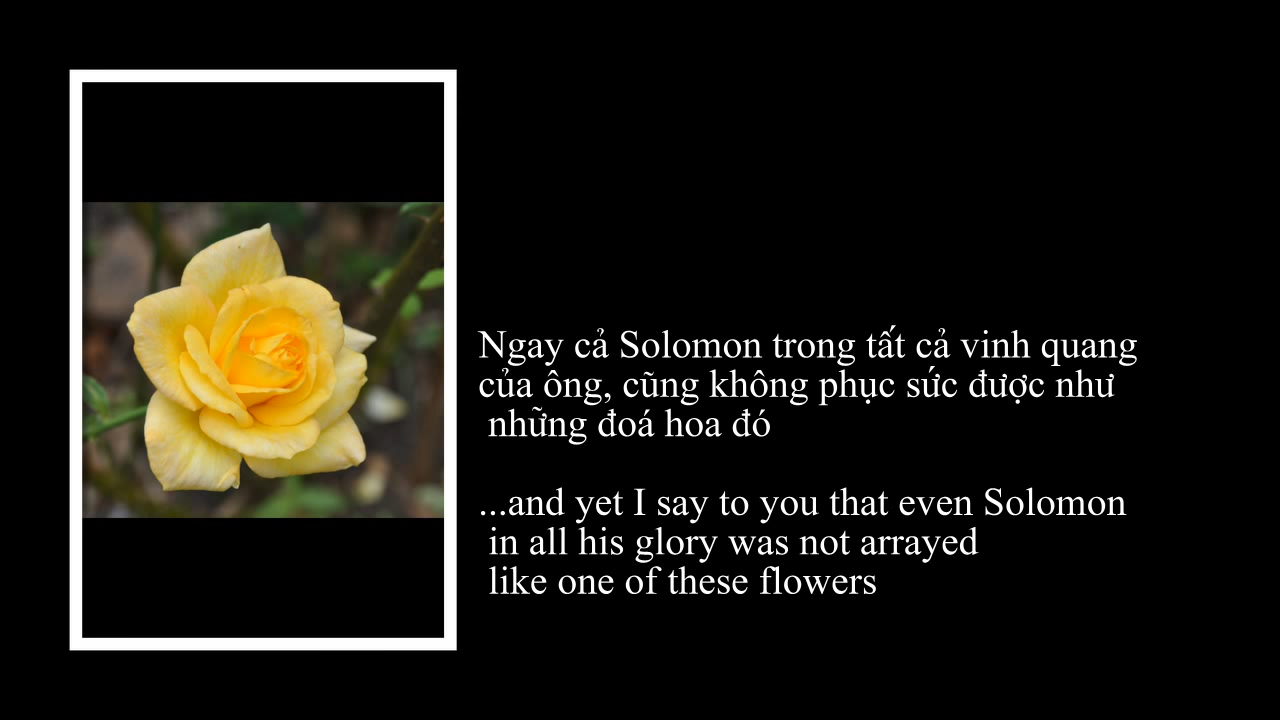 Ngay cả Solomon trong tất cả vinh quang
của ông, cũng không phục sức được như
những đoá hoa đó
...and yet I say to you that even Solomon
in all his glory was not arrayed
like one of these flowers